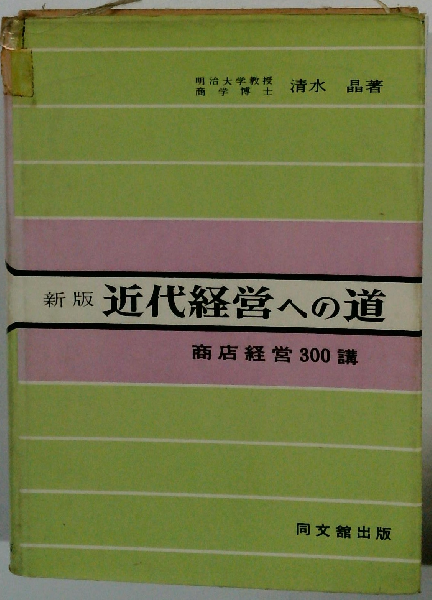 明治大学教授
商学博士 清水 晶著
新版 近代経営への道
商店経営300講
同文舘出版